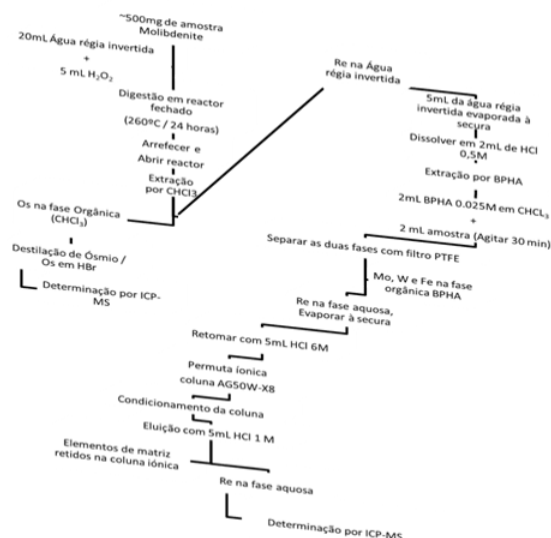 ~500mg de amostra
Molibdenite
20mL Água régia invertida
+
5 mL H₂O₂
Digestão em reactor
fechado
(260ºC / 24 horas)
Arrefecer e
Abrir reactor
Extração
por CHCl3
Os na fase Orgânica
(CHCl₃)
Destilação de Ósmio /
Os em HBr
Determinação por ICP-
MS
Re na Água
régia invertida
5mL da água régia
invertida evaporada à
secura
Dissolver em 2mL de HCl
0,5M
Extração por BPHA
2mL BPHA 0.025M em CHCL₃
+
2 mL amostra (Agitar 30 min)
Separar as duas fases com filtro PTFE
Mo, W e Fe na fase
orgânica BPHA
Re na fase aquosa,
Evaporar à secura
Retomar com 5mL HCl 6M
Permuta íonica
coluna AG50W-X8
Condicionamento da coluna
Eluição com 5mL HCl 1 M
Elementos de matriz
retidos na coluna iónica
Re na fase aquosa
Determinação por ICP-MS